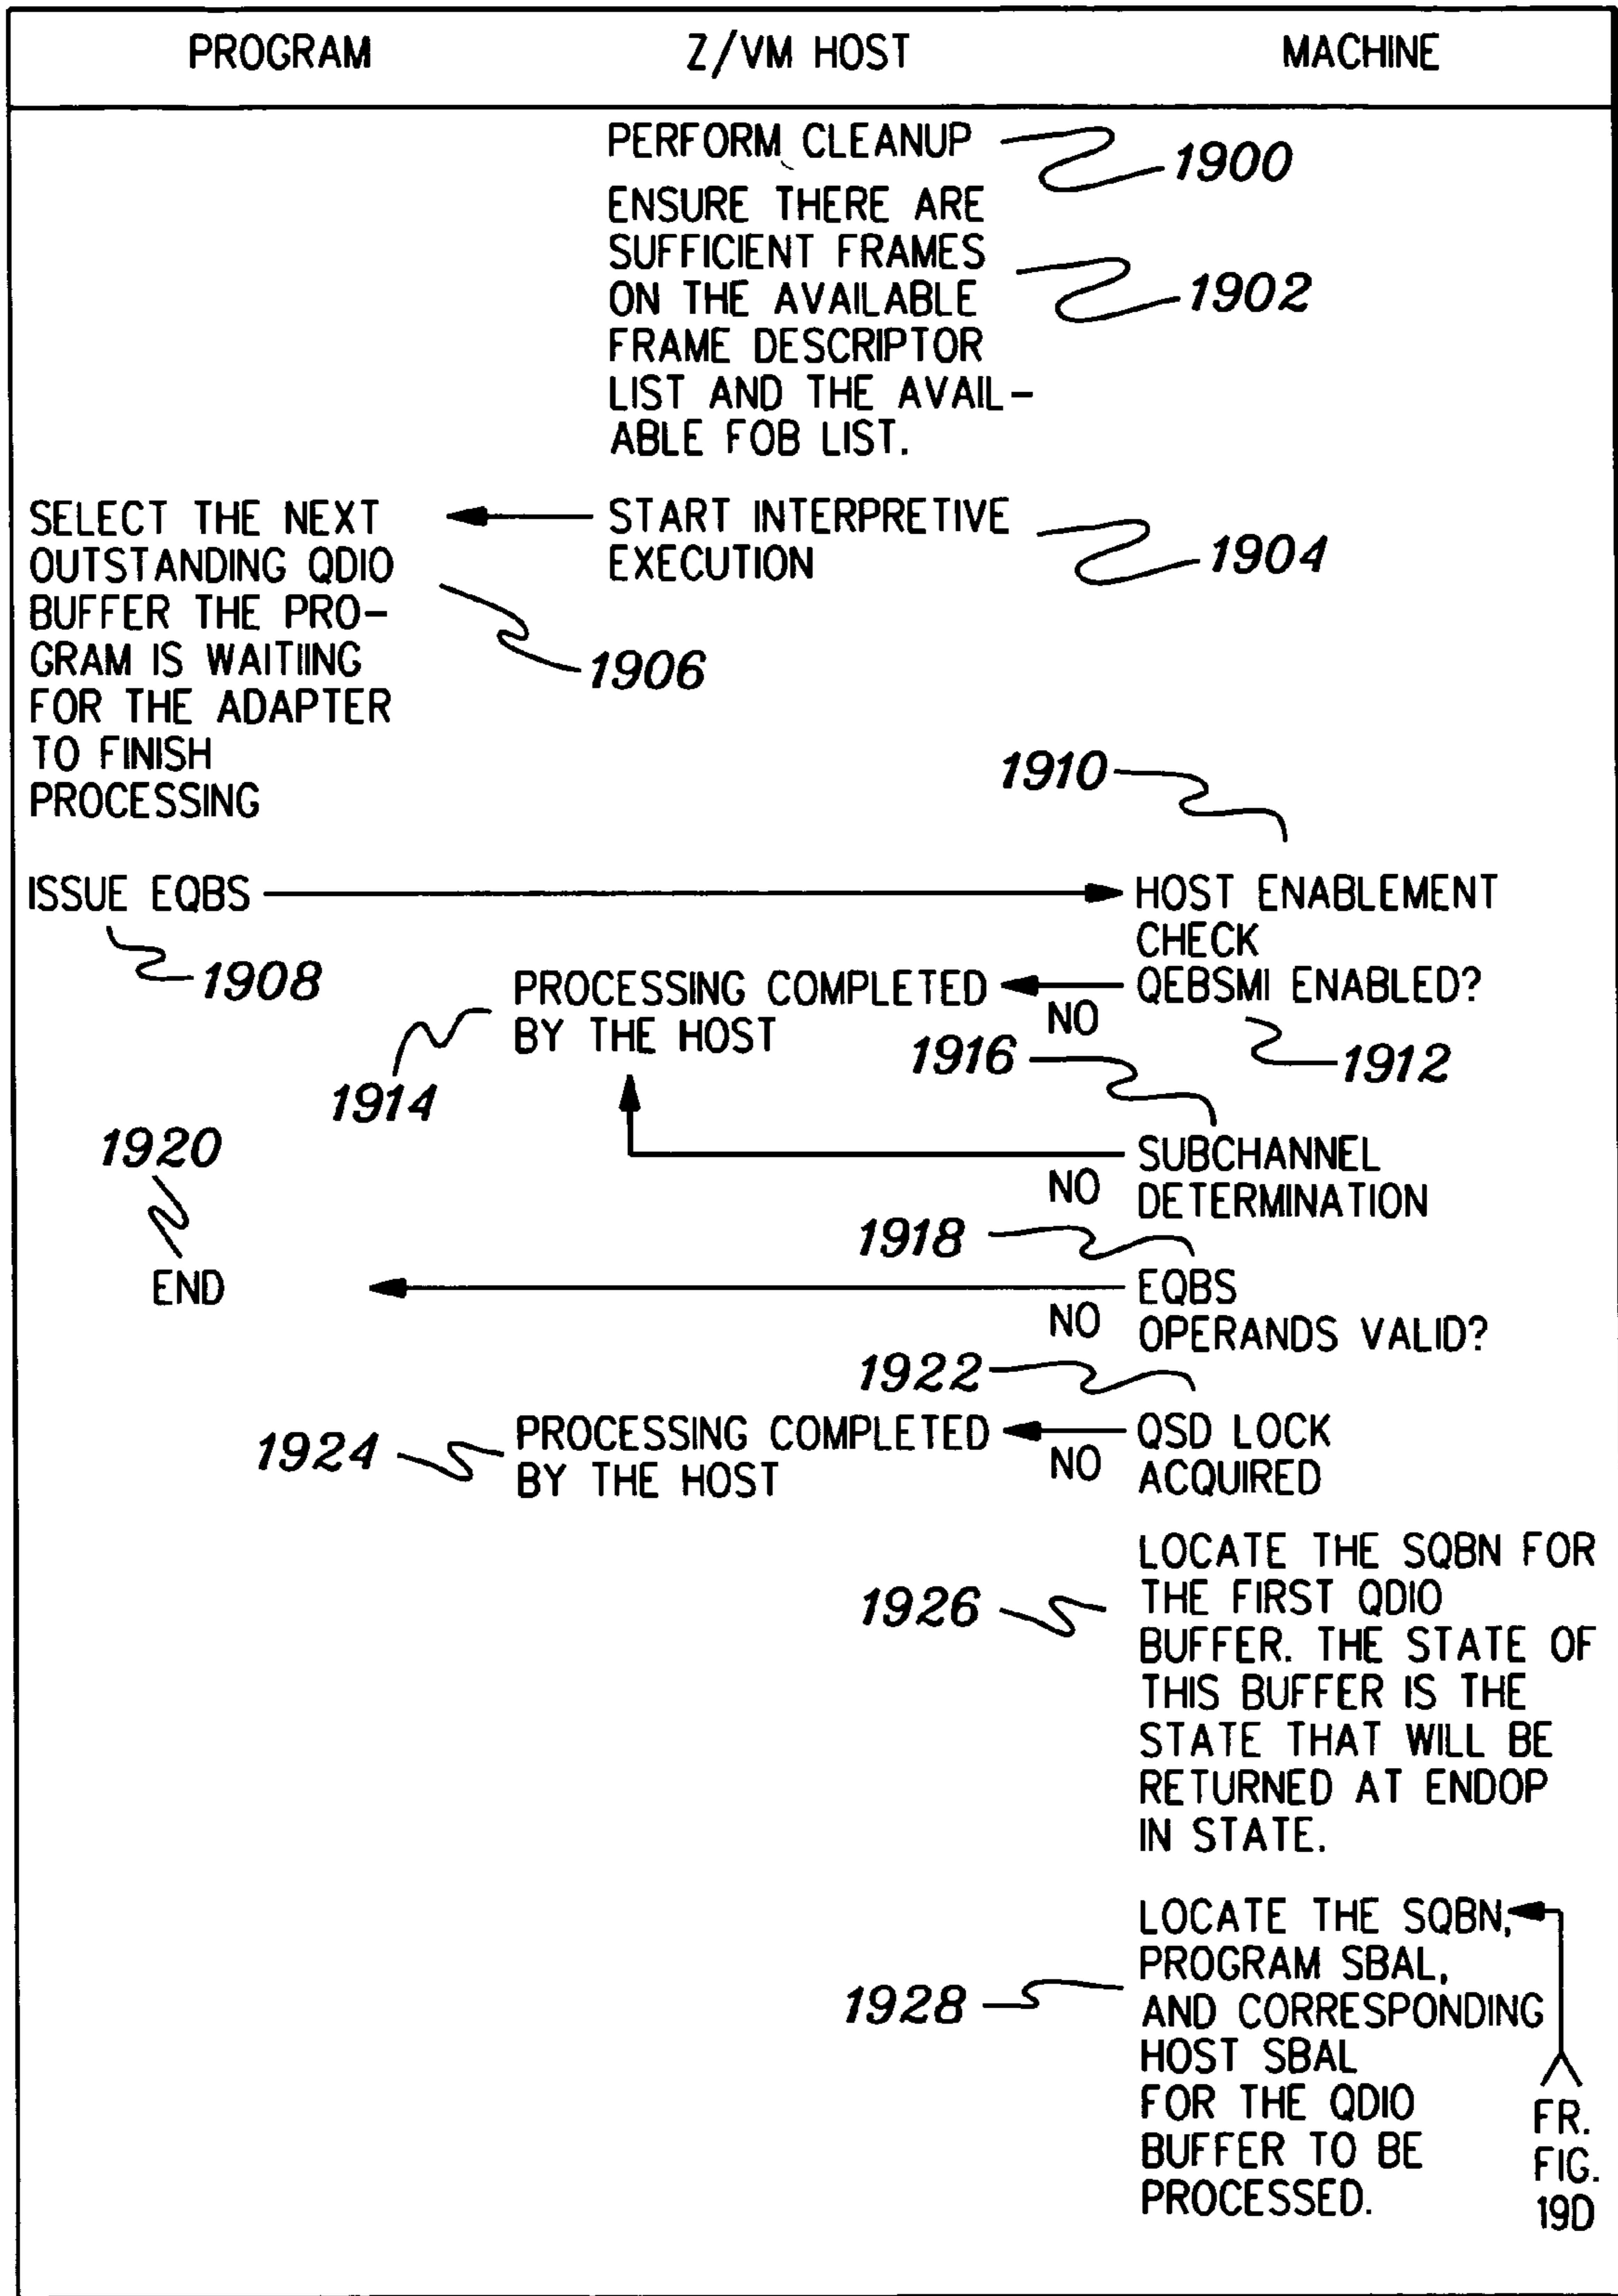 PROGRAM
Z/VM HOST
MACHINE
PERFORM CLEANUP
1900
ENSURE THERE ARE
SUFFICIENT FRAMES
ON THE AVAILABLE
FRAME DESCRIPTOR
LIST AND THE AVAIL-
ABLE FOB LIST.
1902
SELECT THE NEXT
OUTSTANDING QDIO
BUFFER THE PRO-
GRAM IS WAITIING
FOR THE ADAPTER
TO FINISH
PROCESSING
START INTERPRETIVE
EXECUTION
1904
1906
1910
ISSUE EQBS
1908
HOST ENABLEMENT
CHECK
QEBSMI ENABLED?
NO
1912
PROCESSING COMPLETED
BY THE HOST
1914
1916
SUBCHANNEL
DETERMINATION
NO
1920
END
1918
EQBS
OPERANDS VALID?
NO
1922
QSD LOCK
ACQUIRED
NO
PROCESSING COMPLETED
BY THE HOST
1924
LOCATE THE SQBN FOR
THE FIRST QDIO
BUFFER. THE STATE OF
THIS BUFFER IS THE
STATE THAT WILL BE
RETURNED AT ENDOP
IN STATE.
1926
LOCATE THE SQBN,
PROGRAM SBAL,
AND CORRESPONDING
HOST SBAL
FOR THE QDIO
BUFFER TO BE
PROCESSED.
1928
FR.
FIG.
19D